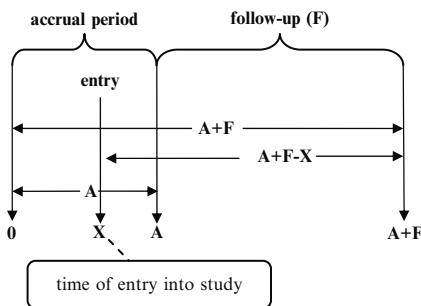 accrual period follow-up (F)
entry
A+F
A+F-X
A
0 X A A+F
time of entry into study